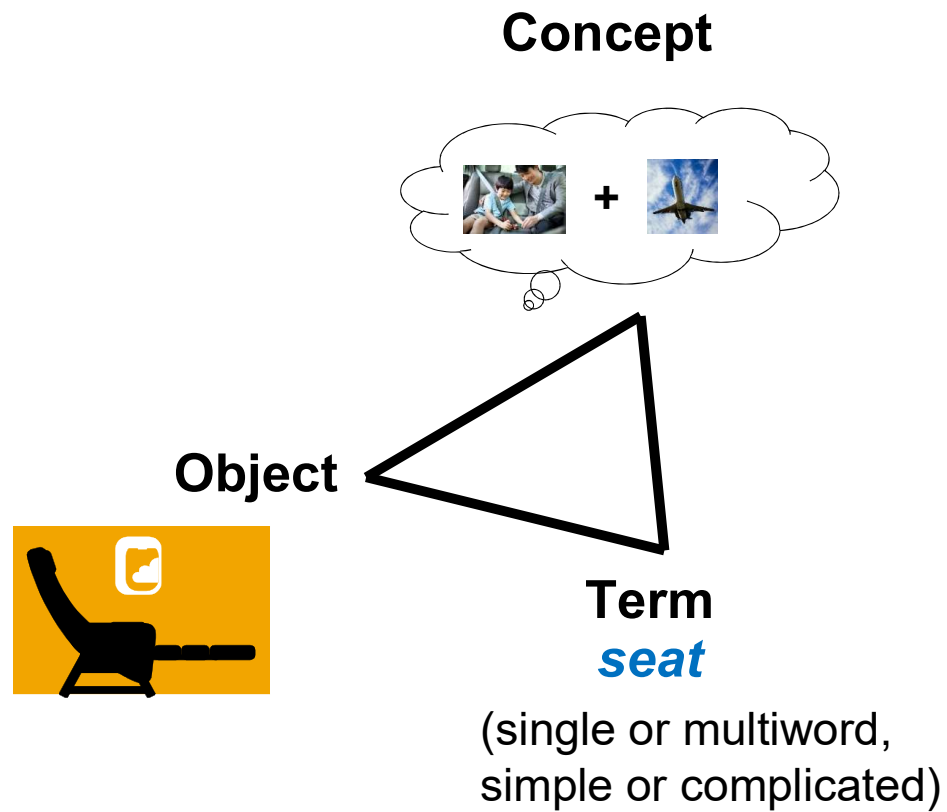 Concept
+
Object
Term
seat
(single or multiword,
simple or complicated)